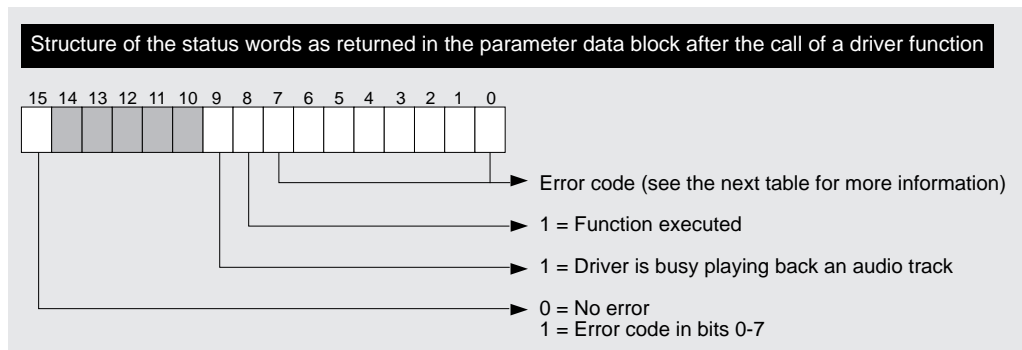 Structure of the status words as returned in the parameter data block after the call of a driver function
15 14 13 12 11 10 9 8 7 6 5 4 3 2 1 0
Error code (see the next table for more information)
1 = Function executed
1 = Driver is busy playing back an audio track
0 = No error
1 = Error code in bits 0-7